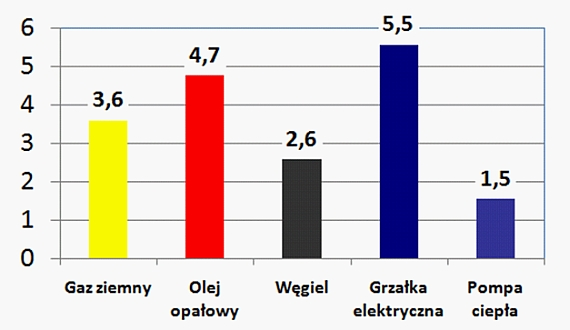 6
5
4
3
2
1
0
3,6
4,7
2,6
5,5
1,5
Gaz ziemny
Olej
opałowy
Węgiel
Grzałka
elektryczna
Pompa
ciepła